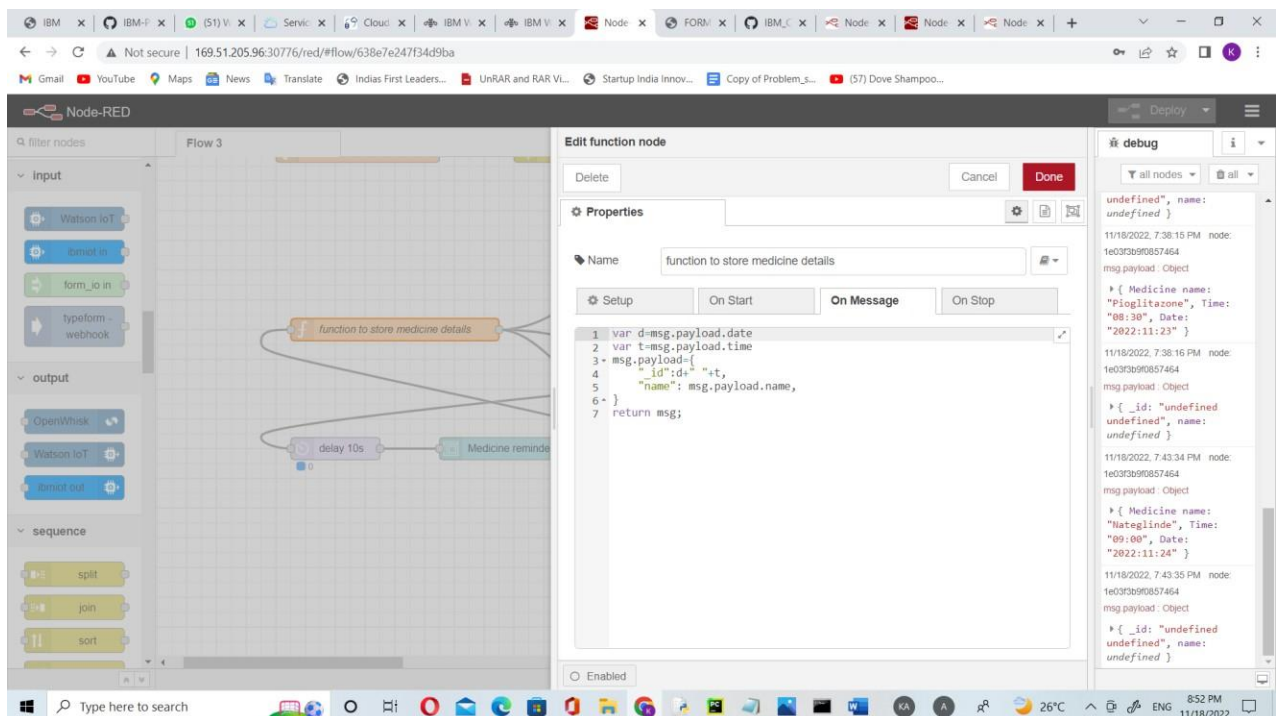 IBM
IBM-P
(51) W
Service
Cloud
IBM W
IBM W
Node
FORM
IBM_C
Node
Node
Node
Not secure | 169.51.205.96:30776/red/#flow/638e7e247f34d9ba
K
Gmail
YouTube
Maps
News
Translate
Indias First Leaders...
UnRAR and RAR Vi...
Startup India Innov...
Copy of Problem_s...
(57) Dove Shampoo...
Node-RED
Deploy
filter nodes
input
Watson IoT
ibmiot in
form_io in
typeform - webhook
output
OpenWhisk
Watson IoT
ibmiot out
sequence
split
join
sort
Flow 3
function to store medicine details
delay 10s
Medicine reminde
0
Edit function node
Delete
Cancel
Done
Properties
Name
function to store medicine details
Setup
On Start
On Message
On Stop
1 var d=msg.payload.date
2 var t=msg.payload.time
3 msg.payload={
4 "_id":d+" "+t,
5 "name": msg.payload.name,
6 }
7 return msg;
Enabled
debug
i
all nodes
all
undefined", name:
undefined }
11/18/2022, 7:38:15 PM node:
1e03f3b9f0857464
msg.payload : Object
{ Medicine name:
"Pioglitazone", Time:
"08:30", Date:
"2022:11:23" }
11/18/2022, 7:38:16 PM node:
1e03f3b9f0857464
msg.payload : Object
{ _id: "undefined
undefined", name:
undefined }
11/18/2022, 7:43:34 PM node:
1e03f3b9f0857464
msg.payload : Object
{ Medicine name:
"Nateglinde", Time:
"09:00", Date:
"2022:11:24" }
11/18/2022, 7:43:35 PM node:
1e03f3b9f0857464
msg.payload : Object
{ _id: "undefined
undefined", name:
undefined }
Type here to search
KA
A
26°C
ENG
8:52 PM
11/18/2022